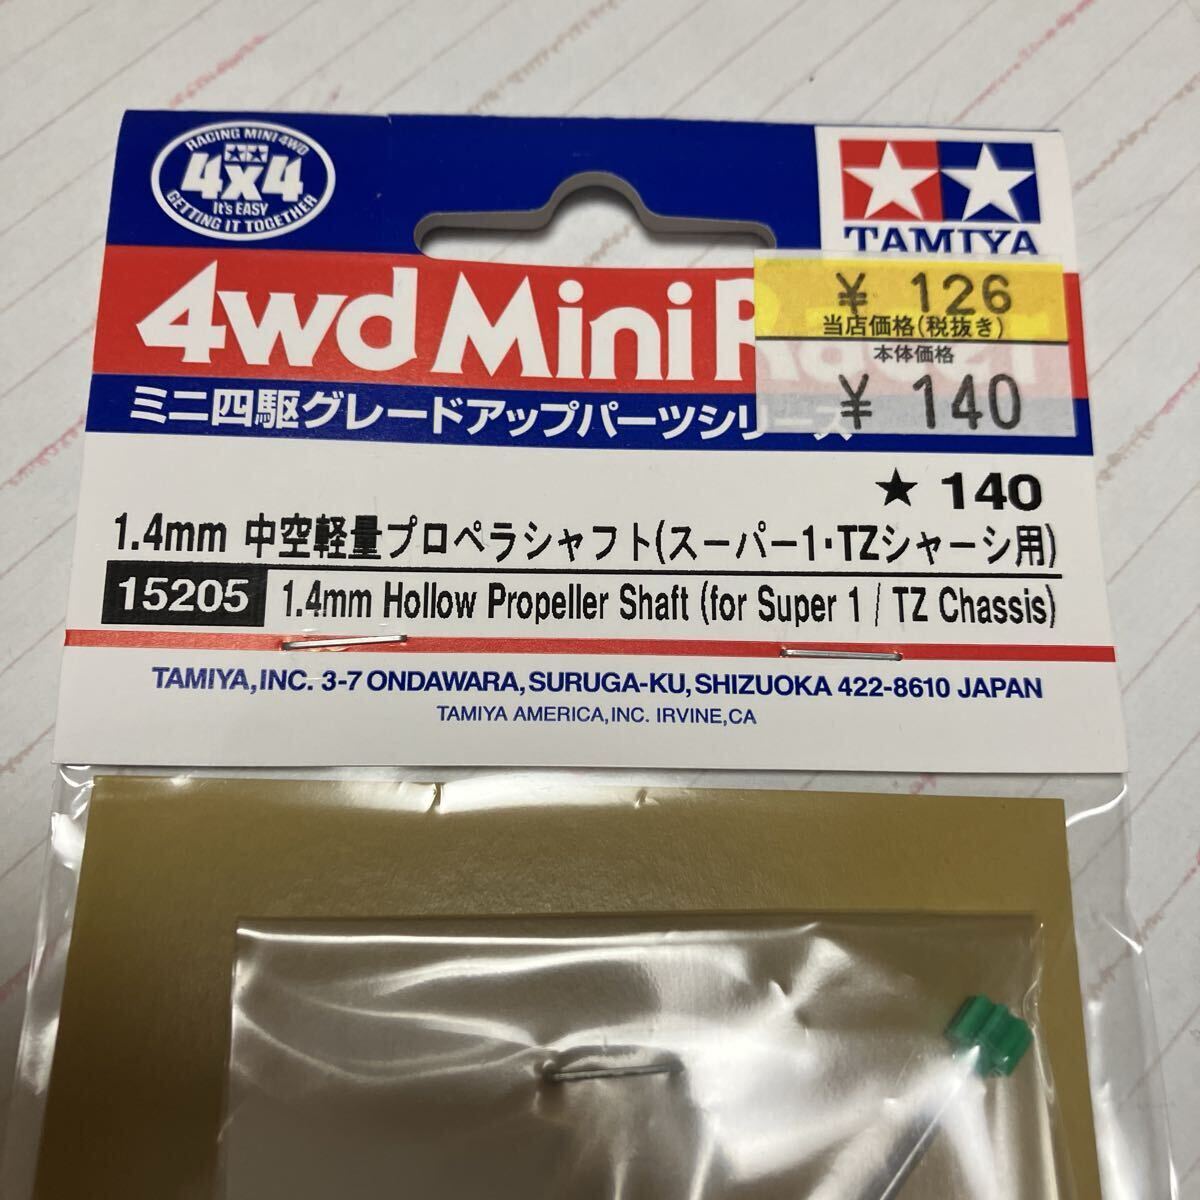 RACING MINI 4WD
4x4
It's EASY
GETTING IT TOGETHER
TAMIYA
4wd Mini Racer
¥ 126
当店価格(税抜き)
本体価格
¥ 140
ミニ四駆グレードアップパーツシリーズ
★ 140
1.4mm 中空軽量プロペラシャフト(スーパー1・TZシャーシ用)
15205 1.4mm Hollow Propeller Shaft (for Super 1 / TZ Chassis)
TAMIYA, INC. 3-7 ONDAWARA, SURUGA-KU, SHIZUOKA 422-8610 JAPAN
TAMIYA AMERICA, INC. IRVINE, CA